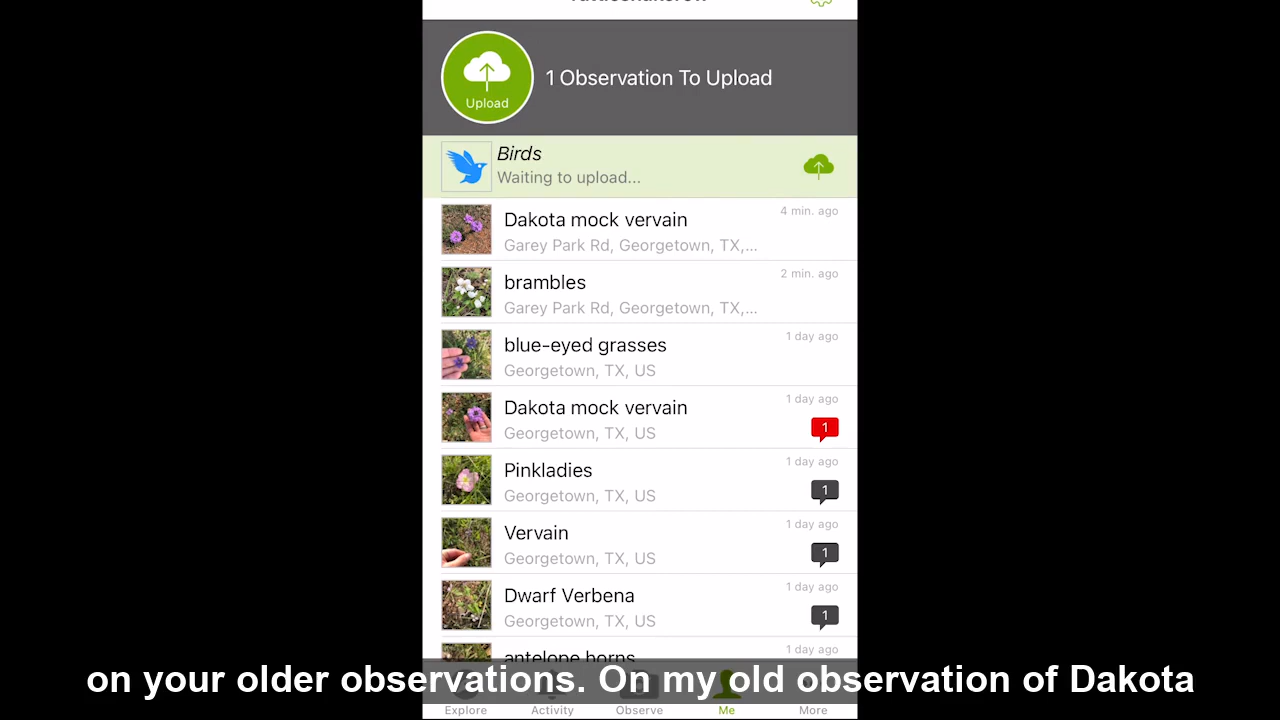 1 Observation To Upload
Upload
Birds
Waiting to upload...
Dakota mock vervain
4 min. ago
Garey Park Rd, Georgetown, TX,...
brambles
2 min. ago
Garey Park Rd, Georgetown, TX,...
blue-eyed grasses
1 day ago
Georgetown, TX, US
Dakota mock vervain
1 day ago
Georgetown, TX, US
1
Pinkladies
1 day ago
Georgetown, TX, US
1
Vervain
1 day ago
Georgetown, TX, US
1
Dwarf Verbena
1 day ago
Georgetown, TX, US
1
antelope horns
1 day ago
on your older observations. On my old observation of Dakota
Explore
Activity
Observe
Me
More